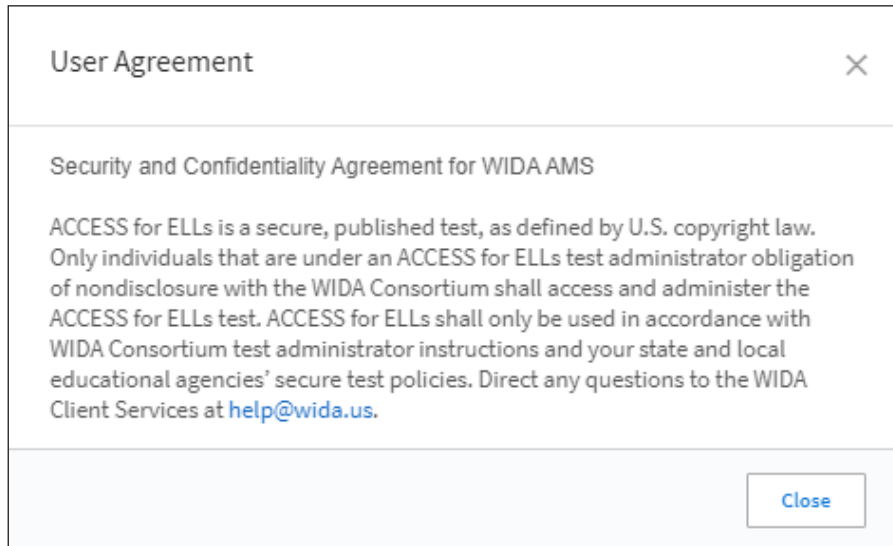 User Agreement
Security and Confidentiality Agreement for WIDA AMS
ACCESS for ELLs is a secure, published test, as defined by U.S. copyright law.
Only individuals that are under an ACCESS for ELLs test administrator obligation
of nondisclosure with the WIDA Consortium shall access and administer the
ACCESS for ELLs test. ACCESS for ELLs shall only be used in accordance with
WIDA Consortium test administrator instructions and your state and local
educational agencies’ secure test policies. Direct any questions to the WIDA
Client Services at help@wida.us.
Close